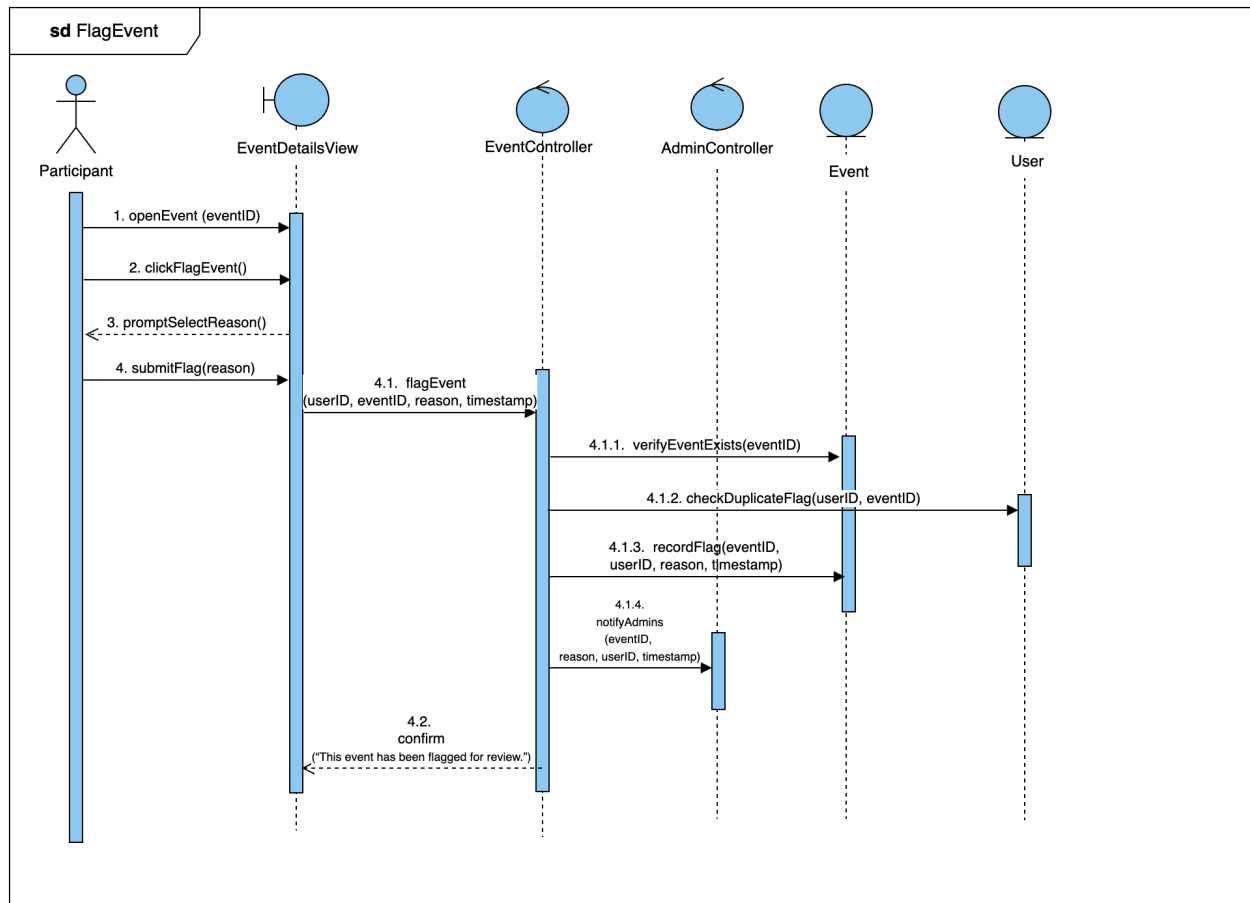 sd FlagEvent
Participant
EventDetailsView
EventController
AdminController
Event
User
1. openEvent (eventID)
2. clickFlagEvent()
3. promptSelectReason()
4. submitFlag(reason)
4.1. flagEvent
(userID, eventID, reason, timestamp)
4.1.1. verifyEventExists(eventID)
4.1.2. checkDuplicateFlag(userID, eventID)
4.1.3. recordFlag(eventID,
userID, reason, timestamp)
4.1.4.
notifyAdmins
(eventID,
reason, userID, timestamp)
4.2.
confirm
(“This event has been flagged for review.”)